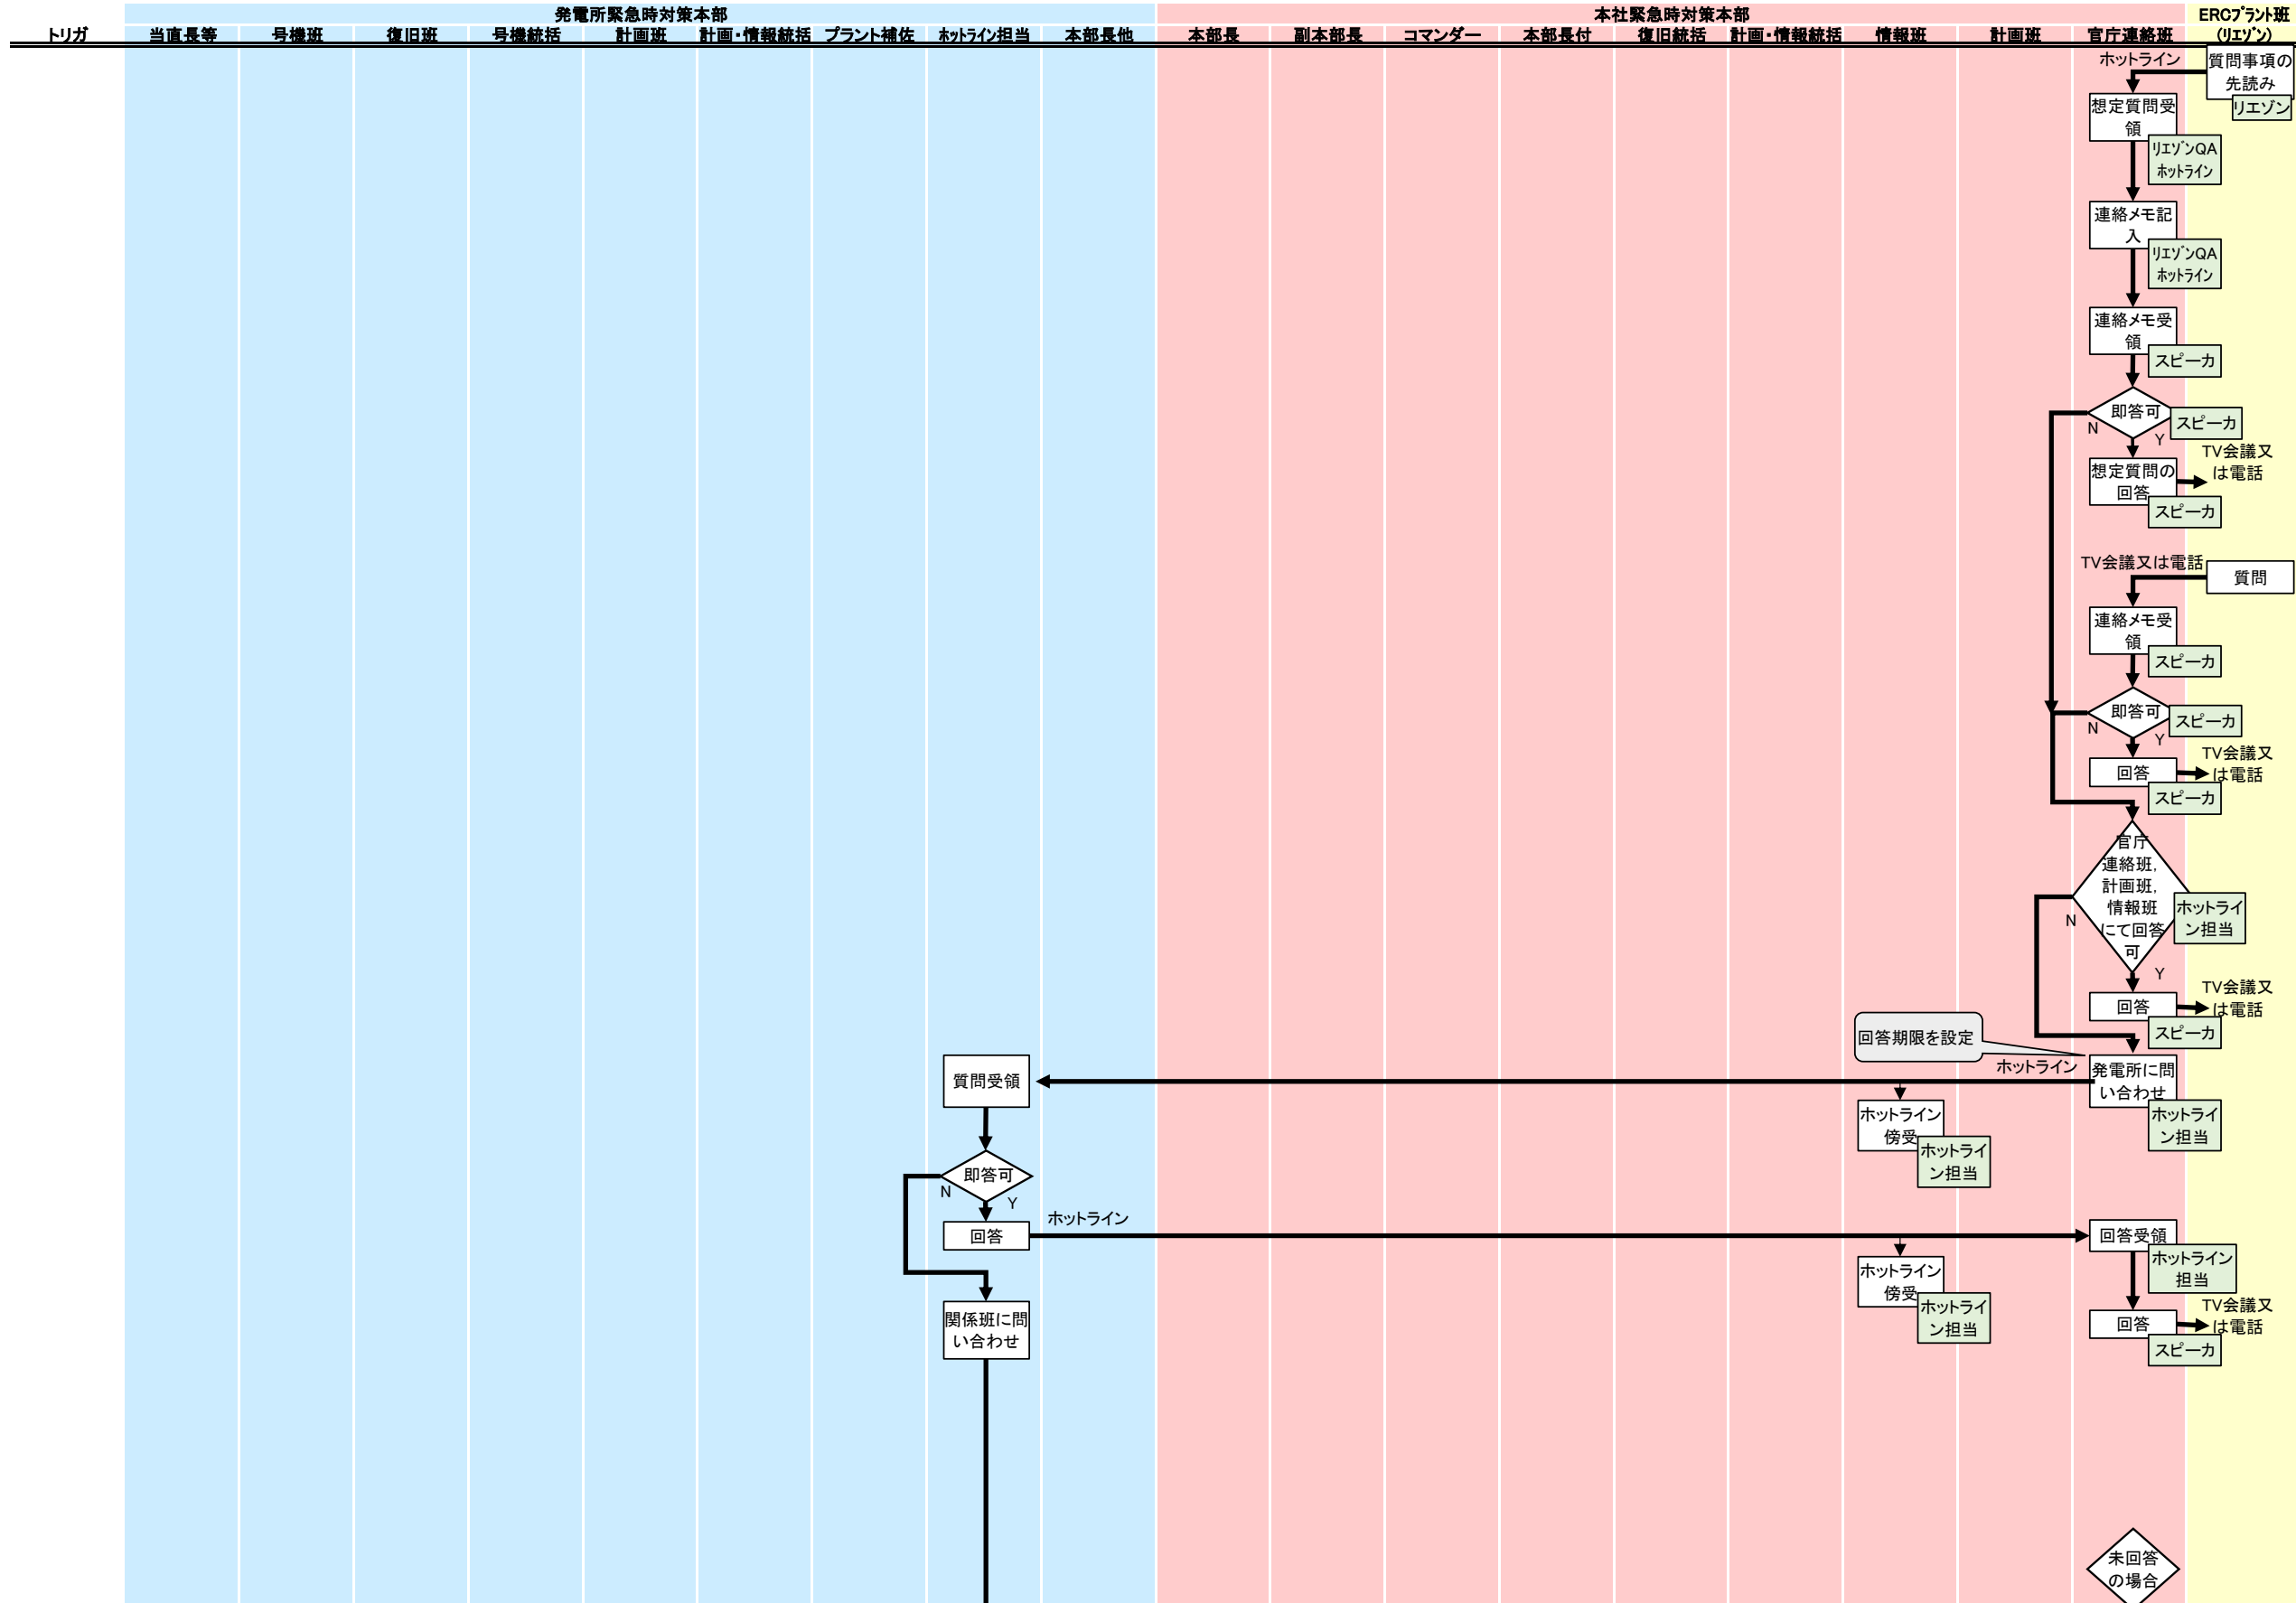 発電所緊急時対策本部
本社緊急時対策本部
ERCﾌﾟﾗﾝﾄ班
(ﾘｴｿﾞﾝ)
トリガ
当直長等
号機班
復旧班
号機統括
計画班
計画・情報統括
プラント補佐
ﾎｯﾄﾗｲﾝ担当
本部長他
本部長
副本部長
コマンダー
本部長付
復旧統括
計画・情報統括
情報班
計画班
官庁連絡班
ホットライン
質問事項の
先読み
リエゾン
想定質問受
領
ﾘｴｿﾞﾝQA
ﾎｯﾄﾗｲﾝ
連絡メモ記
入
ﾘｴｿﾞﾝQA
ﾎｯﾄﾗｲﾝ
連絡メモ受
領
スピーカ
即答可
スピーカ
N
Y
TV会議又
は電話
想定質問の
回答
スピーカ
TV会議又は電話
質問
連絡メモ受
領
スピーカ
即答可
スピーカ
N
Y
TV会議又
は電話
回答
スピーカ
官庁
連絡班,
計画班,
情報班
にて回答
可
ホットライ
ン担当
N
Y
TV会議又
は電話
回答
スピーカ
回答期限を設定
質問受領
ホットライン
発電所に問
い合わせ
ホットライ
ン担当
ホットライン
傍受
ホットライ
ン担当
即答可
N
Y
回答
ホットライン
回答受領
ホットライン
担当
ホットライン
傍受
ホットライ
ン担当
関係班に問
い合わせ
TV会議又
は電話
回答
スピーカ
未回答
の場合